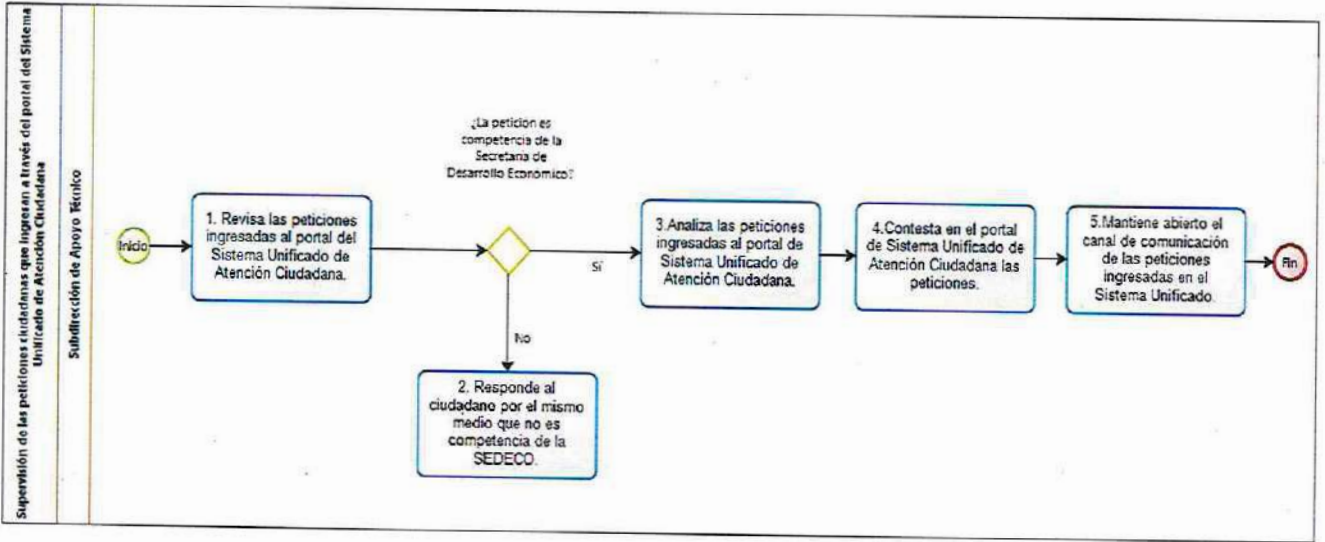 Supervisión de las peticiones ciudadanas que ingresan a través del portal del Sistema
Unificado de Atención Ciudadana
Subdirección de Apoyo Técnico
Inicio
1. Revisa las peticiones
ingresadas al portal del
Sistema Unificado de
Atención Ciudadana.
¿La peticion es
competencia de la
Secretaria de
Desarrollo Económico?
Sí
No
2. Responde al
ciudadano por el mismo
medio que no es
competencia de la
SEDECO.
3.Analiza las peticiones
ingresadas al portal de
Sistema Unificado de
Atención Ciudadana.
4.Contesta en el portal
de Sistema Unificado de
Atención Ciudadana las
peticiones.
5.Mantiene abierto el
canal de comunicación
de las peticiones
ingresadas en el
Sistema Unificado.
Fin